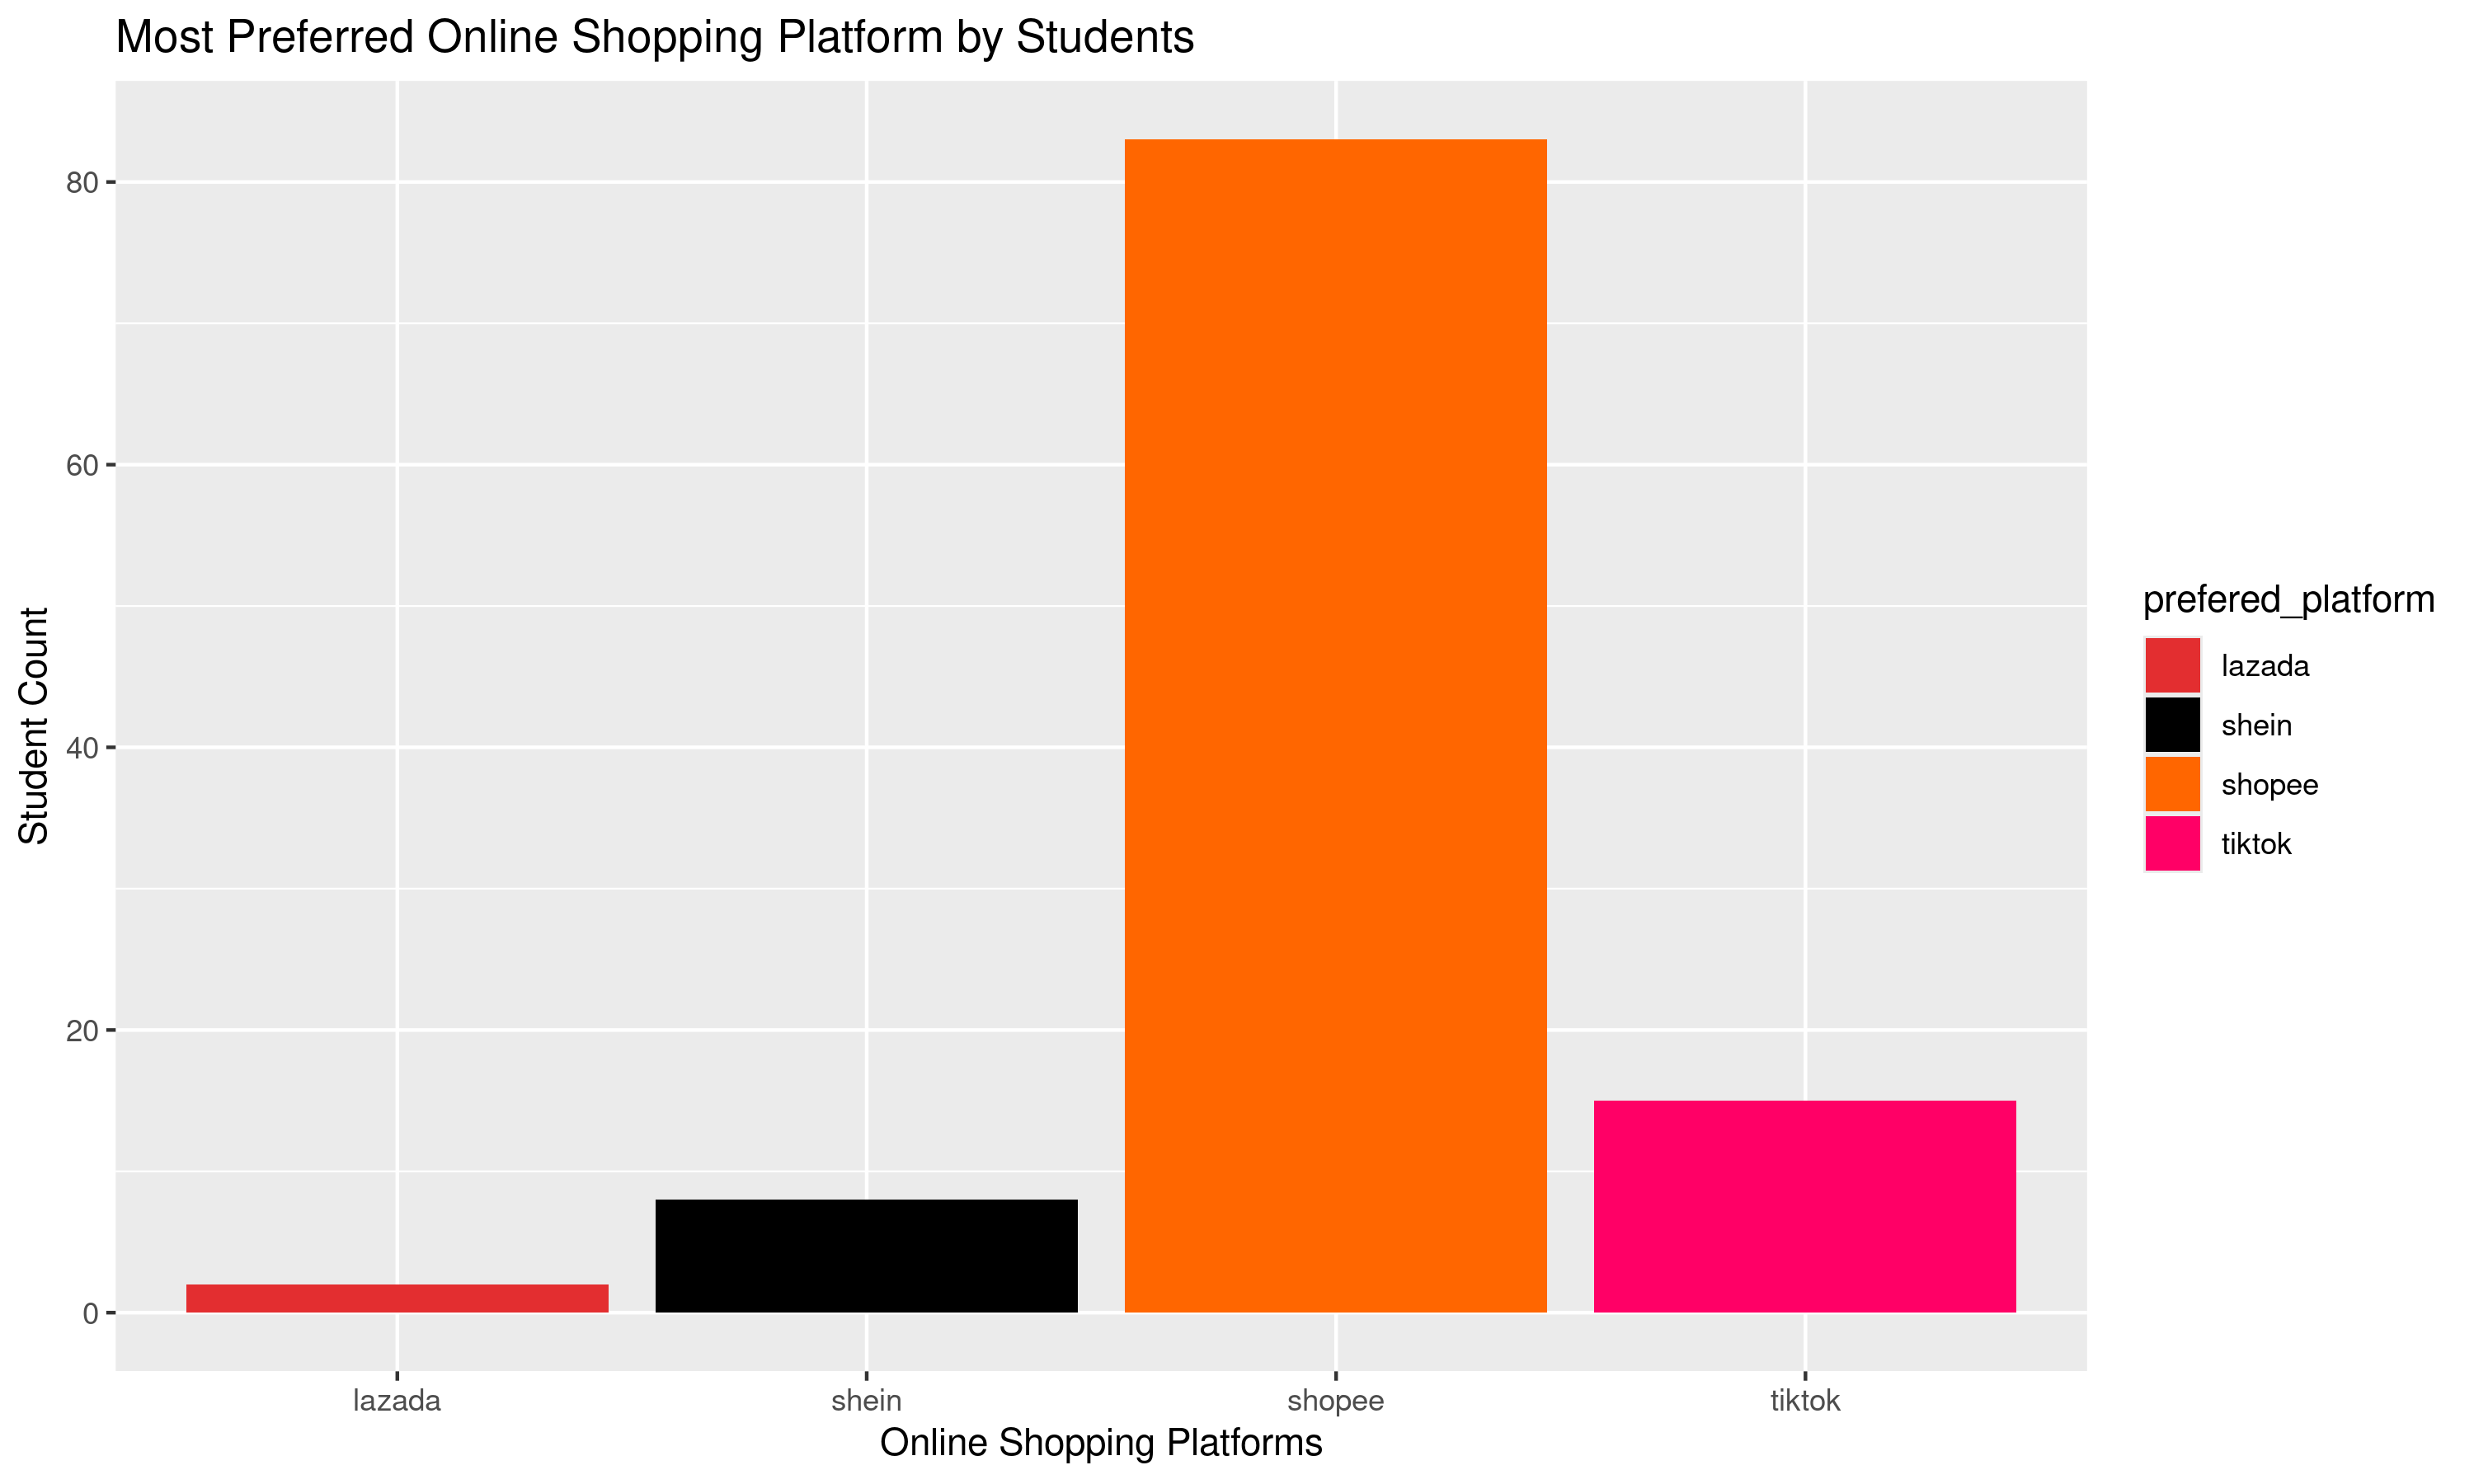 Most Preferred Online Shopping Platform by Students
Student Count
80
60
40
20
0
lazada
shein
shopee
tiktok
Online Shopping Platforms
prefered_platform
lazada
shein
shopee
tiktok